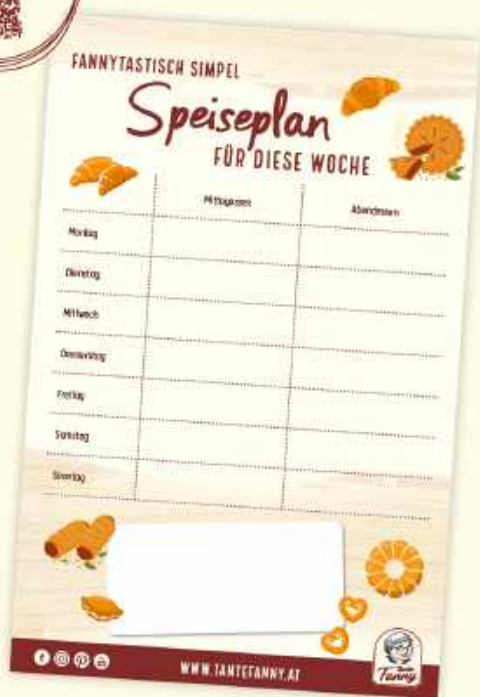 FANNYTASTISCH SIMPEL
Speiseplan
FÜR DIESE WOCHE
Mittagessen
Abendessen
Montag
Dienstag
Mittwoch
Donnerstag
Freitag
Samstag
Sonntag
WWW.TANTEFANNY.AT
Tante
Fanny